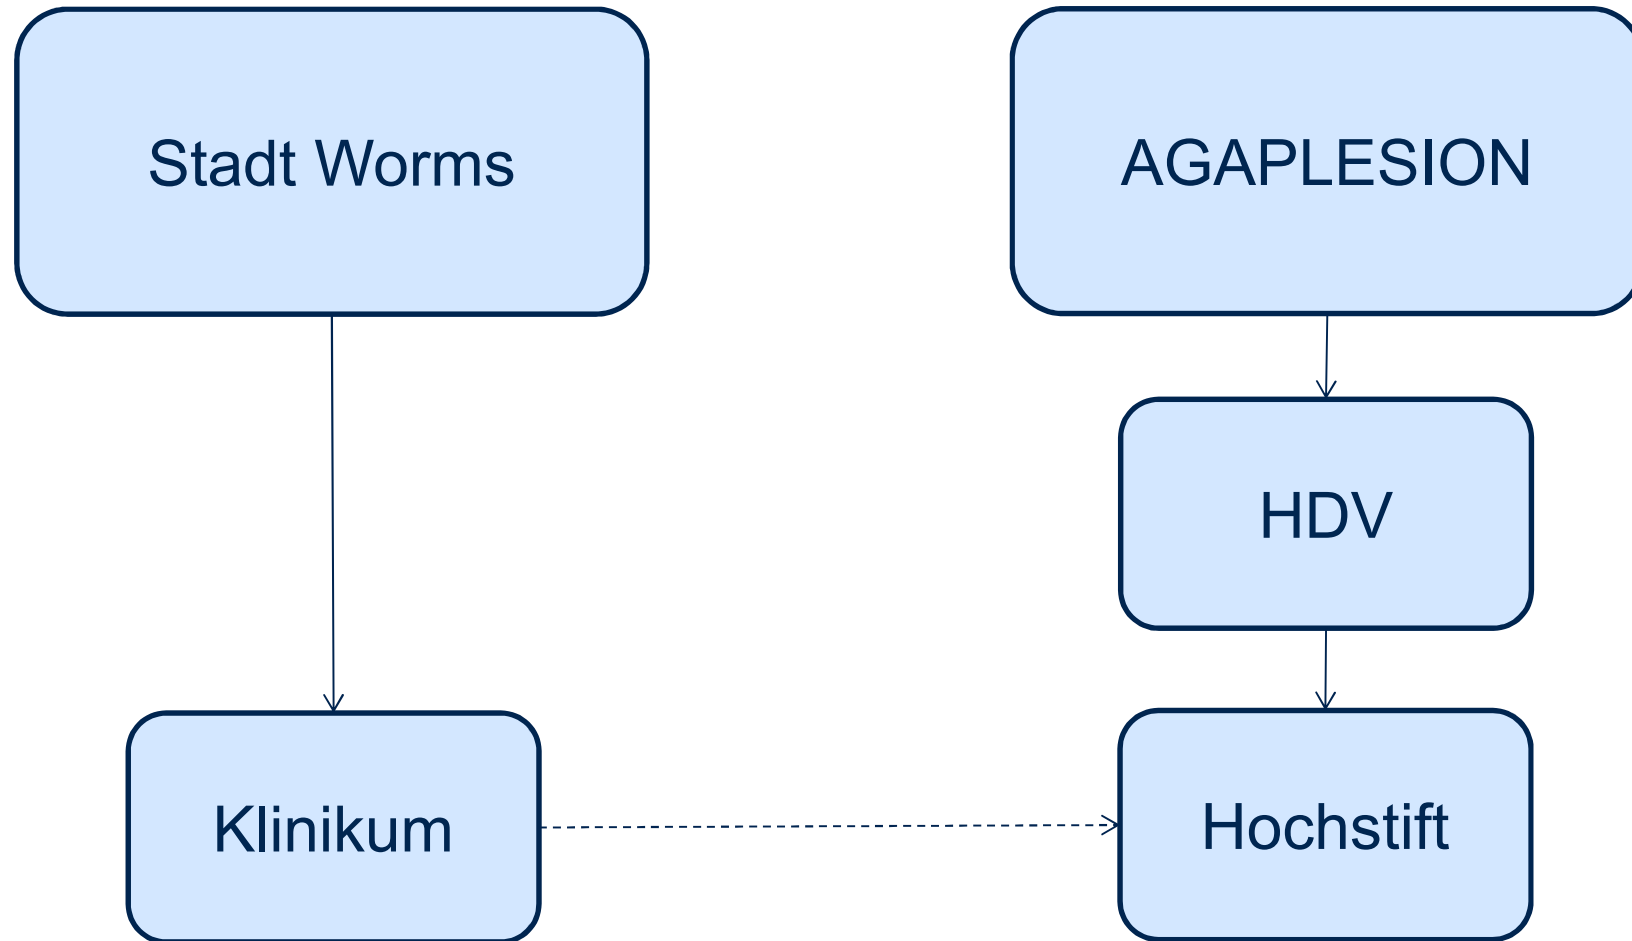 Stadt Worms
AGAPLESION
HDV
Klinikum
Hochstift